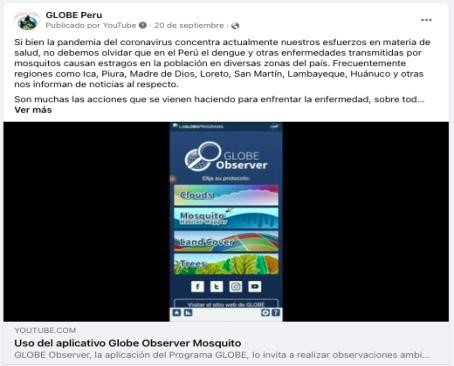 GLOBE Peru
Publicado por YouTube · 20 de septiembre ·
Si bien la pandemia del coronavirus concentra actualmente nuestros esfuerzos en materia de
salud, no debemos olvidar que en el Perú el dengue y otras enfermedades transmitidas por
mosquitos causan estragos en la población en diversas zonas del país. Frecuentemente
regiones como Ica, Piura, Madre de Dios, Loreto, San Martín, Lambayeque, Huánuco y otras
nos informan de noticias al respecto.
Son muchas las acciones que se vienen haciendo para enfrentar la enfermedad, sobre tod...
Ver más
GLOBE
Observer
Elija su protocolo:
Clouds
Mosquito
Habitat Mapper
Land Cover
Trees
Visitar el sitio web de GLOBE
YOUTUBE.COM
Uso del aplicativo Globe Observer Mosquito
GLOBE Observer, la aplicación del Programa GLOBE, lo invita a realizar observaciones ambi...